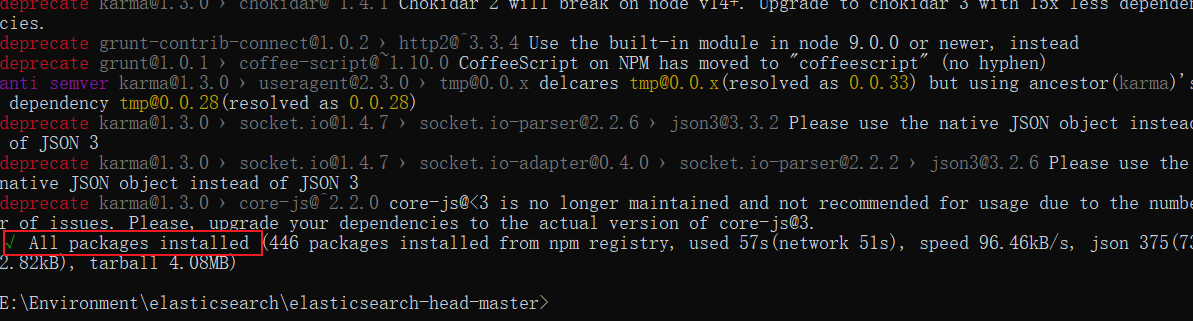 deprecate karma@1.3.0 › chokidar@^1.4.1 Chokidar 2 will break on node v14+. Upgrade to chokidar 3 with 15x less depende
cies.
deprecate grunt-contrib-connect@1.0.2 › http2@^3.3.4 Use the built-in module in node 9.0.0 or newer, instead
deprecate grunt@1.0.1 › coffee-script@~1.10.0 CoffeeScript on NPM has moved to "coffeescript" (no hyphen)
anti semver karma@1.3.0 › useragent@2.3.0 › tmp@0.0.x delcares tmp@0.0.x(resolved as 0.0.33) but using ancestor(karma)'s
dependency tmp@0.0.28(resolved as 0.0.28)
deprecate karma@1.3.0 › socket.io@1.4.7 › socket.io-parser@2.2.6 › json3@3.3.2 Please use the native JSON object instea
of JSON 3
deprecate karma@1.3.0 › socket.io@1.4.7 › socket.io-adapter@0.4.0 › socket.io-parser@2.2.2 › json3@3.2.6 Please use the
native JSON object instead of JSON 3
deprecate karma@1.3.0 › core-js@^2.2.0 core-js@<3 is no longer maintained and not recommended for usage due to the numbe
r of issues. Please, upgrade your dependencies to the actual version of core-js@3.
√ All packages installed (446 packages installed from npm registry, used 57s(network 51s), speed 96.46kB/s, json 375(73
2.82kB), tarball 4.08MB)
E:\Environment\elasticsearch\elasticsearch-head-master>